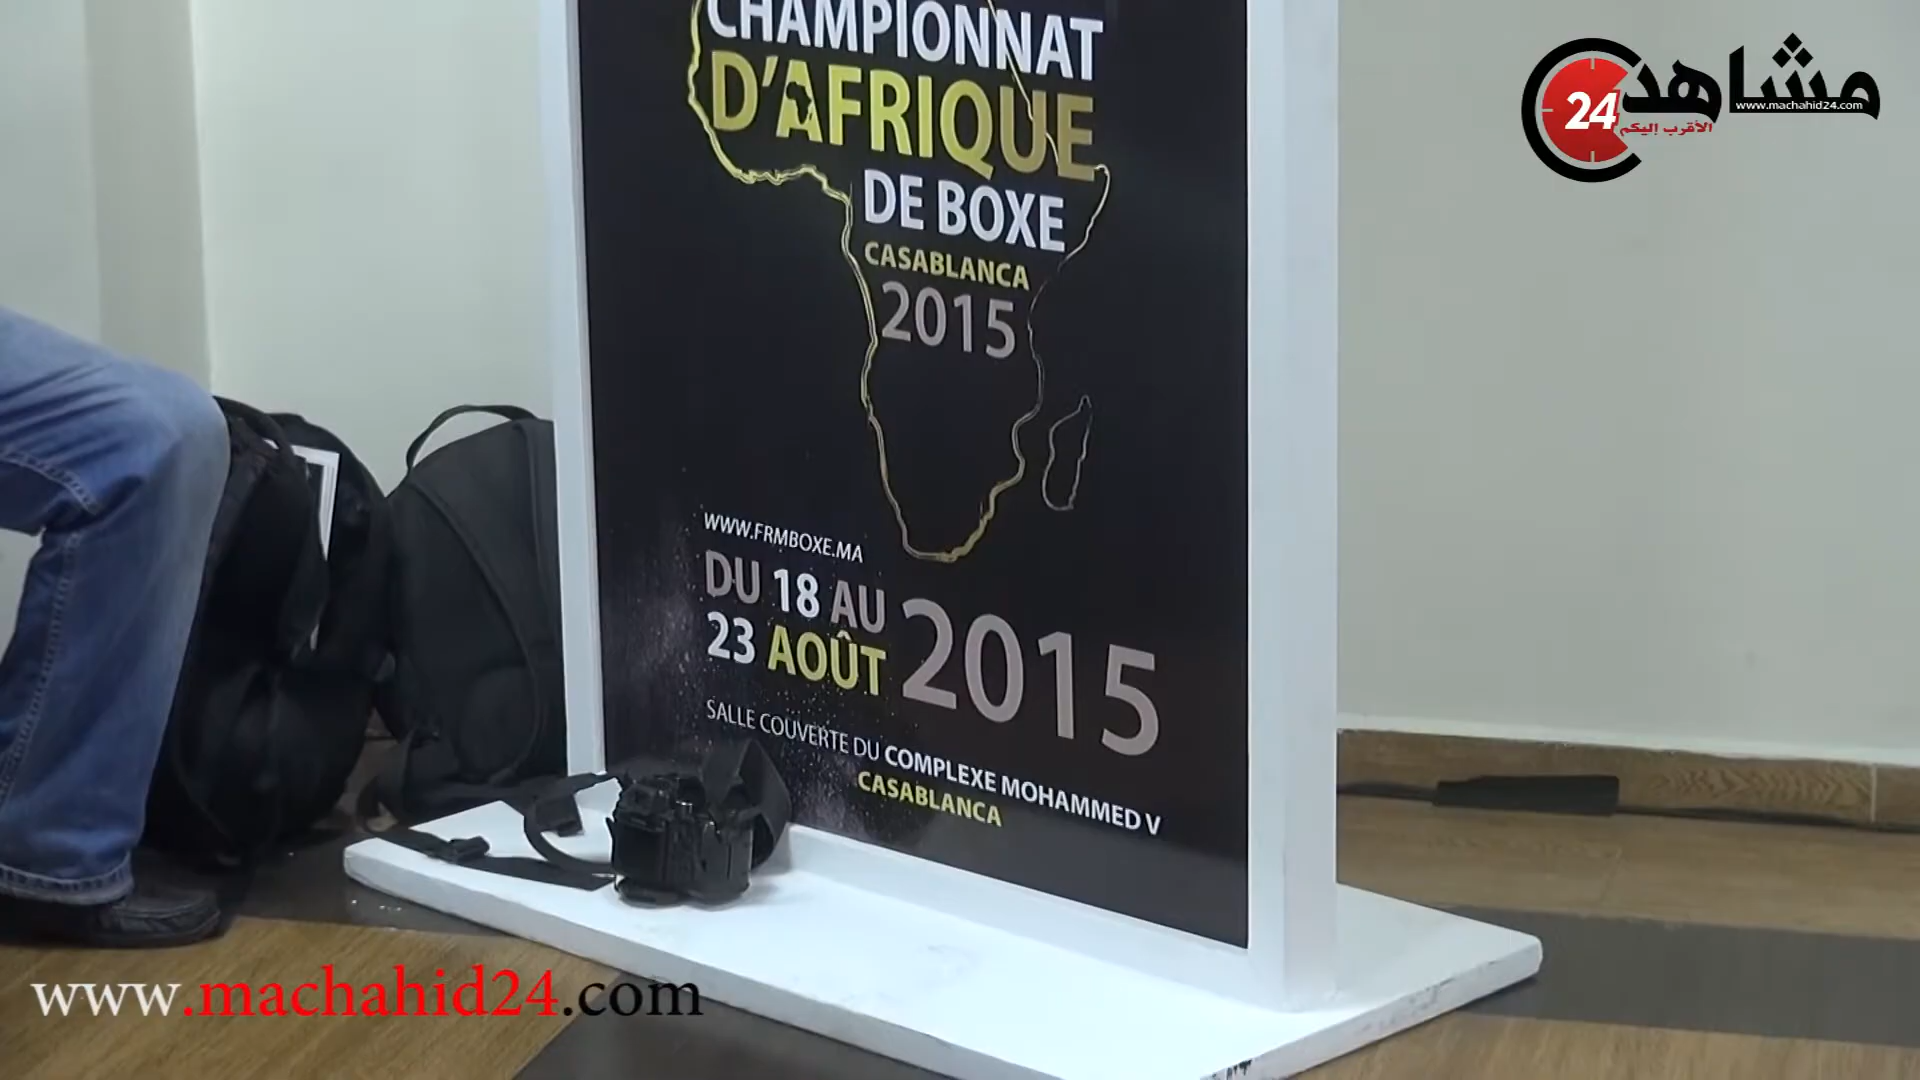 CHAMPIONNAT
D'AFRIQUE
DE BOXE
CASABLANCA
2015
WWW.FRMBOXE.MA
DU 18 AU
23 AOÛT 2015
SALLE COUVERTE DU COMPLEXE MOHAMMED V
CASABLANCA
مشاهد
24
www.machahid24.com
الأقرب إليكم
www.machahid24.com